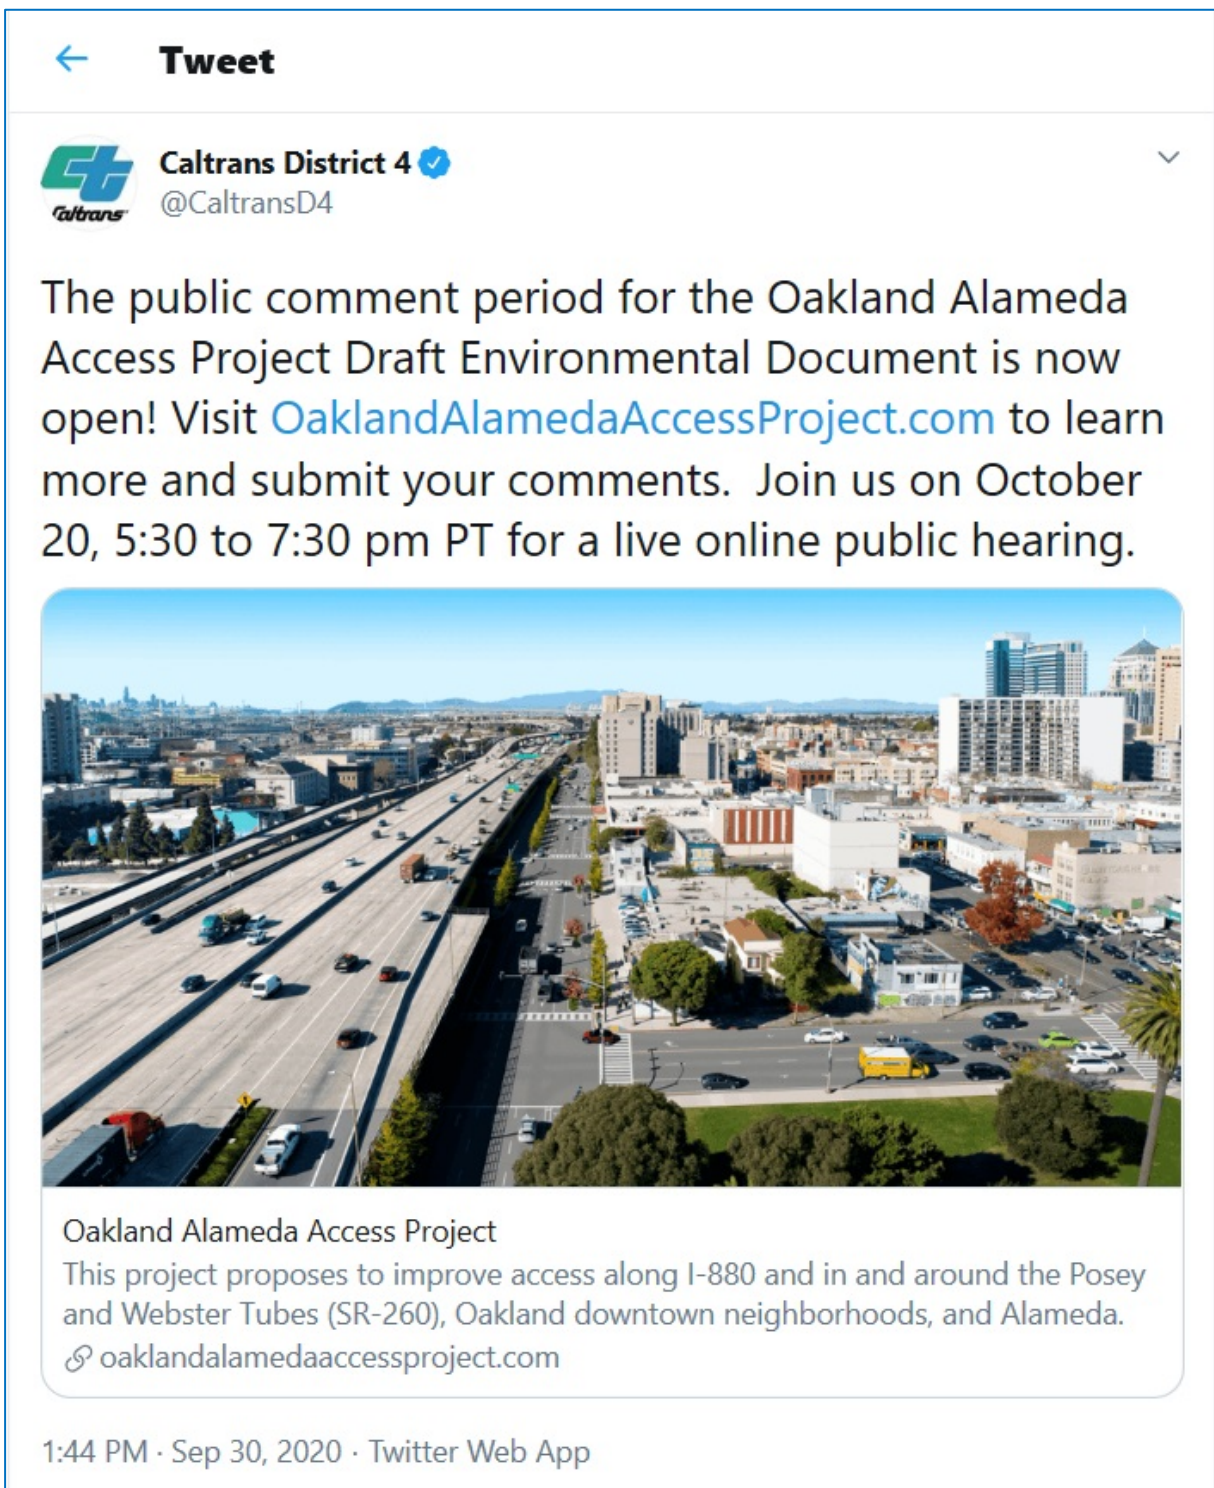 Tweet
Caltrans District 4
Caltrans
@CaltransD4
The public comment period for the Oakland Alameda
Access Project Draft Environmental Document is now
open! Visit OaklandAlamedaAccessProject.com to learn
more and submit your comments.  Join us on October
20, 5:30 to 7:30 pm PT for a live online public hearing.
Oakland Alameda Access Project
This project proposes to improve access along I-880 and in and around the Posey
and Webster Tubes (SR-260), Oakland downtown neighborhoods, and Alameda.
oaklandalamedaaccessproject.com
1:44 PM · Sep 30, 2020 · Twitter Web App